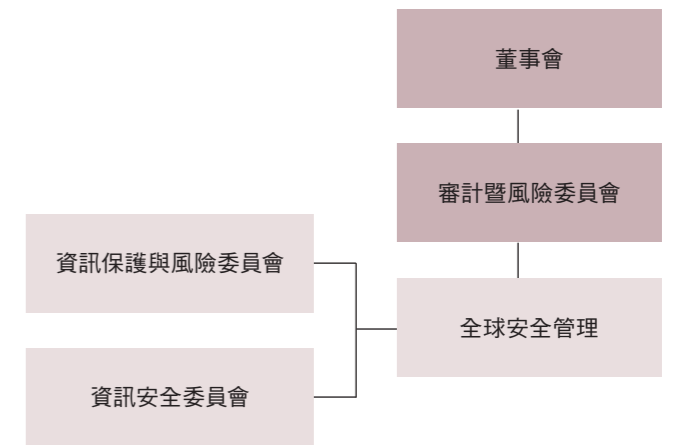 董事會
審計暨風險委員會
資訊保護與風險委員會
全球安全管理
資訊安全委員會